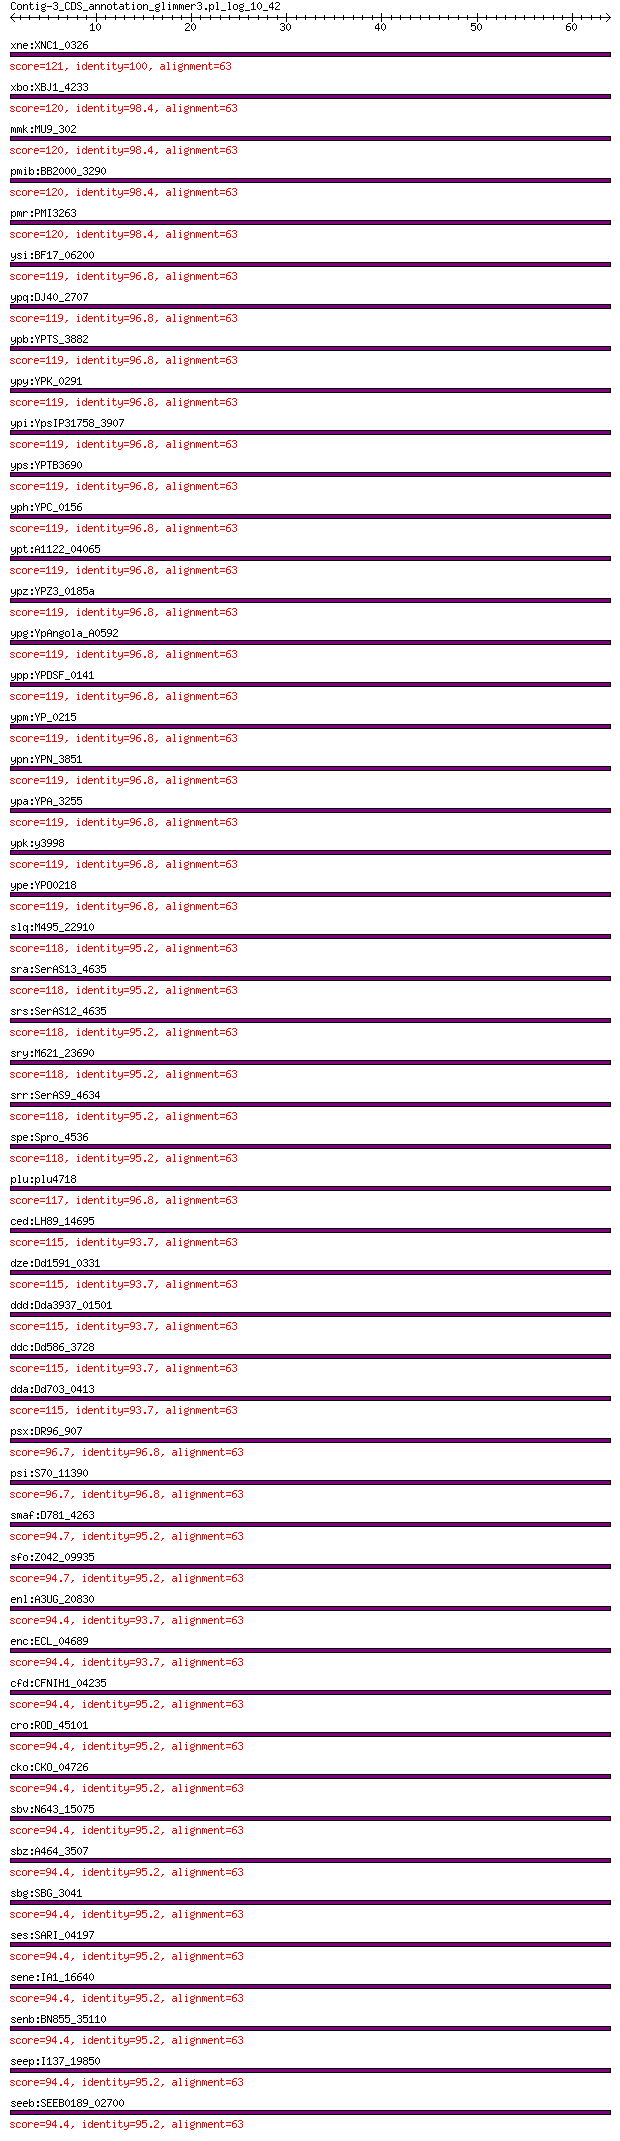 Contig-3_CDS_annotation_glimmer3.pl_log_10_42
10 20 30 40 50 60
xne:XNC1_0326
score=121, identity=100, alignment=63
xbo:XBJ1_4233
score=120, identity=98.4, alignment=63
mmk:MU9_302
score=120, identity=98.4, alignment=63
pmib:BB2000_3290
score=120, identity=98.4, alignment=63
pmr:PMI3263
score=120, identity=98.4, alignment=63
ysi:BF17_06200
score=119, identity=96.8, alignment=63
ypq:DJ40_2707
score=119, identity=96.8, alignment=63
ypb:YPTS_3882
score=119, identity=96.8, alignment=63
ypy:YPK_0291
score=119, identity=96.8, alignment=63
ypi:YpsIP31758_3907
score=119, identity=96.8, alignment=63
yps:YPTB3690
score=119, identity=96.8, alignment=63
yph:YPC_0156
score=119, identity=96.8, alignment=63
ypt:A1122_04065
score=119, identity=96.8, alignment=63
ypz:YPZ3_0185a
score=119, identity=96.8, alignment=63
ypg:YpAngola_A0592
score=119, identity=96.8, alignment=63
ypp:YPDSF_0141
score=119, identity=96.8, alignment=63
ypm:YP_0215
score=119, identity=96.8, alignment=63
ypn:YPN_3851
score=119, identity=96.8, alignment=63
ypa:YPA_3255
score=119, identity=96.8, alignment=63
ypk:y3998
score=119, identity=96.8, alignment=63
ype:YPO0218
score=119, identity=96.8, alignment=63
slq:M495_22910
score=118, identity=95.2, alignment=63
sra:SerAS13_4635
score=118, identity=95.2, alignment=63
srs:SerAS12_4635
score=118, identity=95.2, alignment=63
sry:M621_23690
score=118, identity=95.2, alignment=63
srr:SerAS9_4634
score=118, identity=95.2, alignment=63
spe:Spro_4536
score=118, identity=95.2, alignment=63
plu:plu4718
score=117, identity=96.8, alignment=63
ced:LH89_14695
score=115, identity=93.7, alignment=63
dze:Dd1591_0331
score=115, identity=93.7, alignment=63
ddd:Dda3937_01501
score=115, identity=93.7, alignment=63
ddc:Dd586_3728
score=115, identity=93.7, alignment=63
dda:Dd703_0413
score=115, identity=93.7, alignment=63
psx:DR96_907
score=96.7, identity=96.8, alignment=63
psi:S70_11390
score=96.7, identity=96.8, alignment=63
smaf:D781_4263
score=94.7, identity=95.2, alignment=63
sfo:Z042_09935
score=94.7, identity=95.2, alignment=63
enl:A3UG_20830
score=94.4, identity=93.7, alignment=63
enc:ECL_04689
score=94.4, identity=93.7, alignment=63
cfd:CFNIH1_04235
score=94.4, identity=95.2, alignment=63
cro:ROD_45101
score=94.4, identity=95.2, alignment=63
cko:CKO_04726
score=94.4, identity=95.2, alignment=63
sbv:N643_15075
score=94.4, identity=95.2, alignment=63
sbz:A464_3507
score=94.4, identity=95.2, alignment=63
sbg:SBG_3041
score=94.4, identity=95.2, alignment=63
ses:SARI_04197
score=94.4, identity=95.2, alignment=63
sene:IA1_16640
score=94.4, identity=95.2, alignment=63
senb:BN855_35110
score=94.4, identity=95.2, alignment=63
seep:I137_19850
score=94.4, identity=95.2, alignment=63
seeb:SEEB0189_02700
score=94.4, identity=95.2, alignment=63